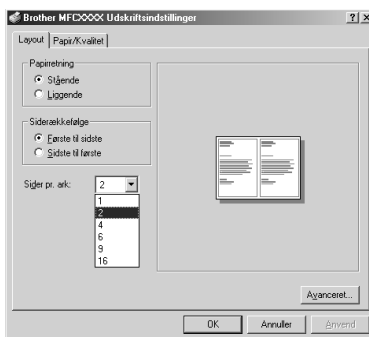 Brother MFCXXXX Udskriftsindstillinger
Layout Papir/Kvalitet
Papirretning
Stående
Liggende
Siderækkefølge
Første til sidste
Sidste til første
Sider pr. ark: 2
1
2
4
6
9
16
Avanceret...
OK Annuller Anvend